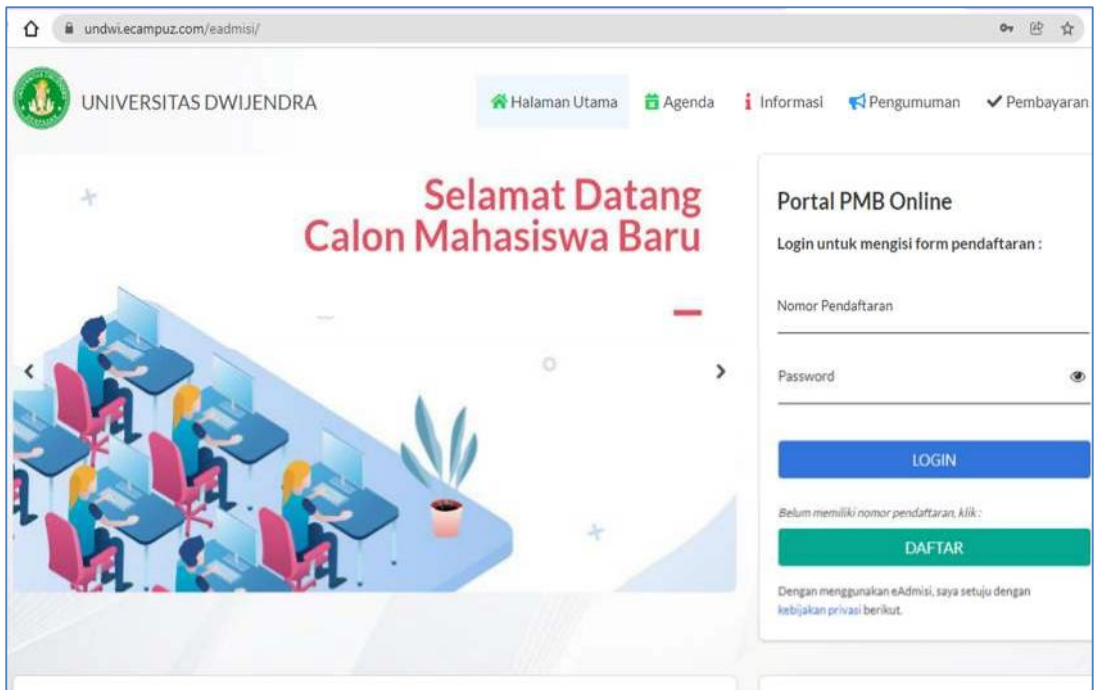 undwi.ecampuz.com/eadmisi/
UNIVERSITAS DWIJENDRA
Halaman Utama
Agenda
Informasi
Pengumuman
Pembayaran
Selamat Datang
Calon Mahasiswa Baru
Portal PMB Online
Login untuk mengisi form pendaftaran :
Nomor Pendaftaran
Password
LOGIN
Belum memiliki nomor pendaftaran, klik :
DAFTAR
Dengan menggunakan eAdmisi, saya setuju dengan
kebijakan privasi berikut.